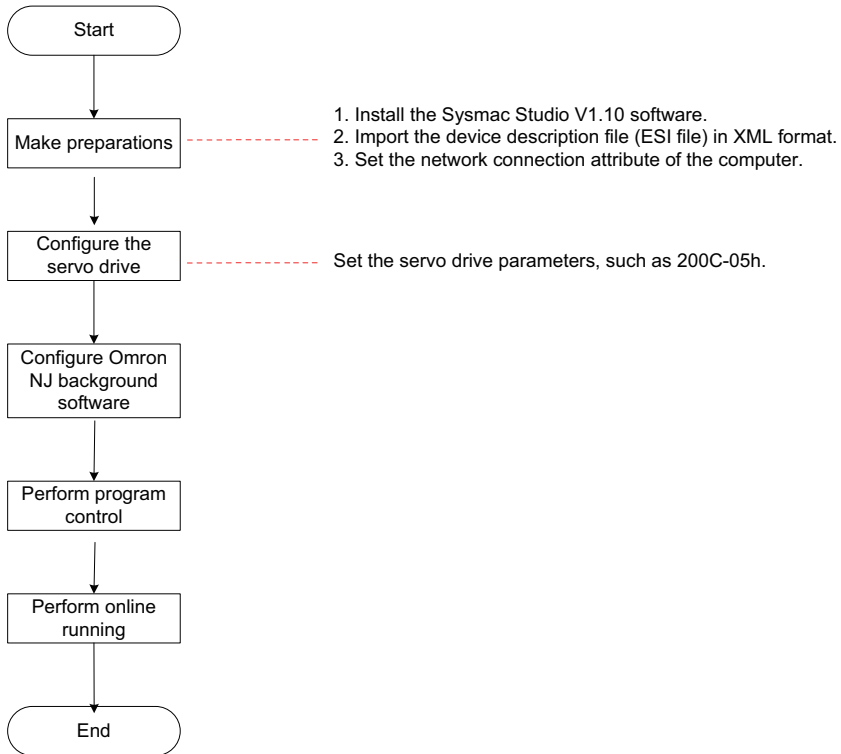 Start
Make preparations
1. Install the Sysmac Studio V1.10 software.
2. Import the device description file (ESI file) in XML format.
3. Set the network connection attribute of the computer.
Configure the
servo drive
Set the servo drive parameters, such as 200C-05h.
Configure Omron
NJ background
software
Perform program
control
Perform online
running
End